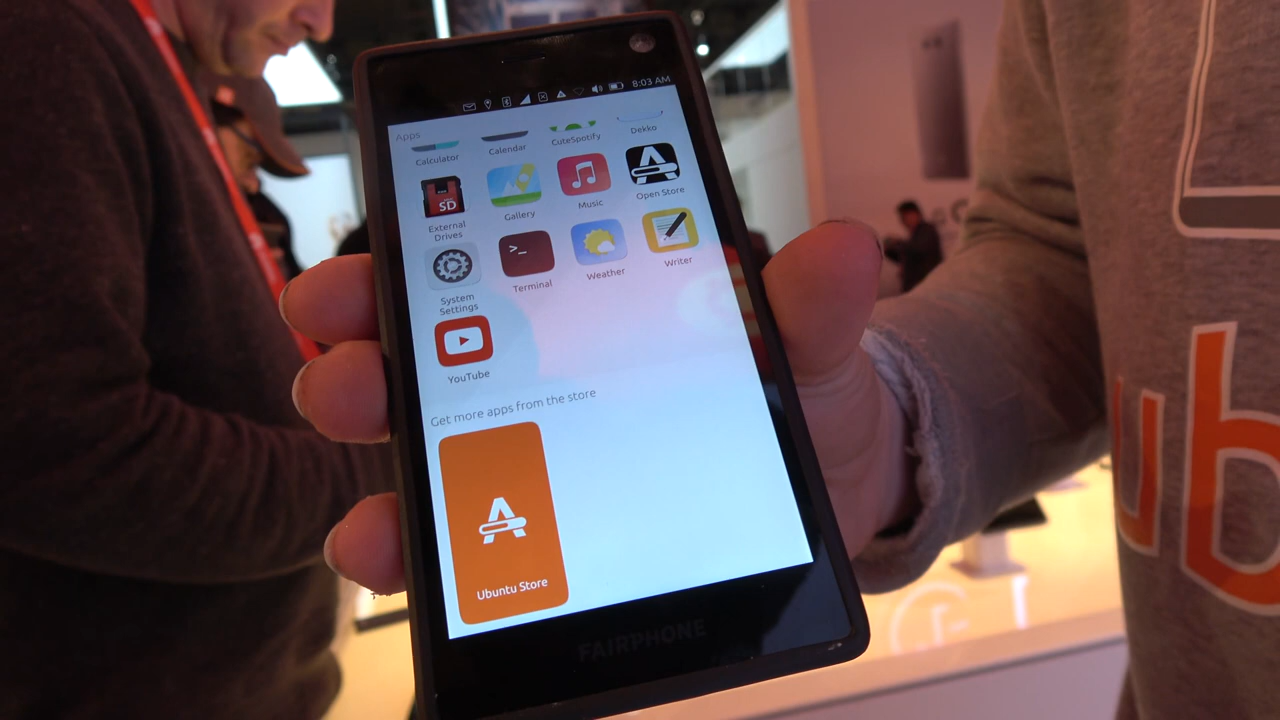 8:03 AM
Apps
Calculator
Calendar
CuteSpotify
Dekko
SD
External
Drives
Gallery
Music
Open Store
System
Settings
>_
Terminal
Weather
Writer
YouTube
Get more apps from the store
Ubuntu Store
FAIRPHONE
ub